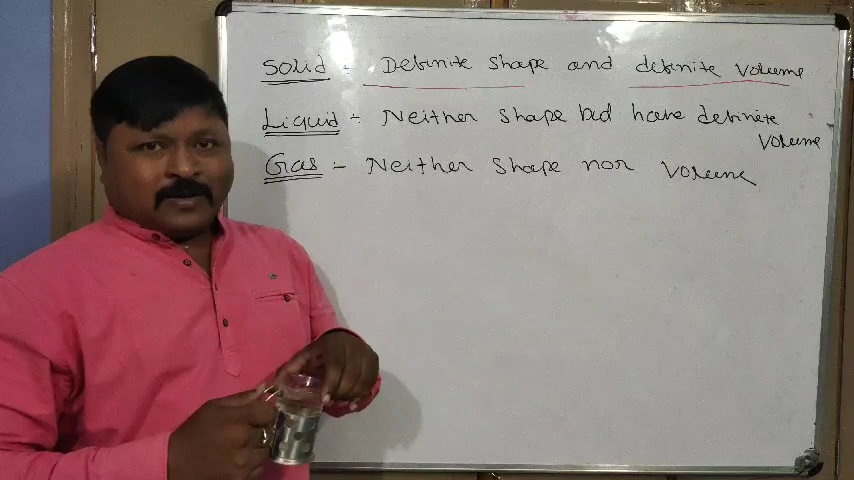 Solid :- Definite Shape and definite Volume
Liquid :- Neither Shape but have definite
Volume
Gas :- Neither Shape nor Volume